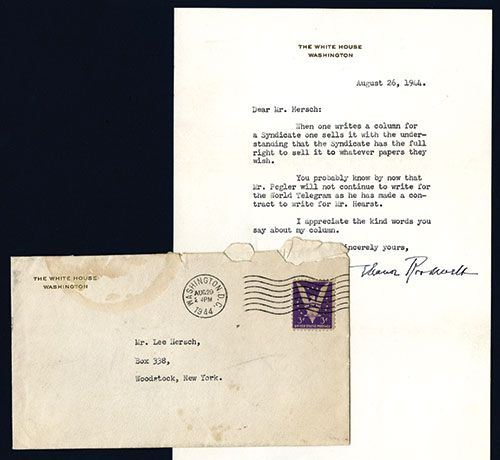 THE WHITE HOUSE
WASHINGTON
August 26, 1944.
Dear Mr. Hersch:
When one writes a column for
a Syndicate one sells it with the under-
standing that the Syndicate has the full
right to sell it to whatever papers they
wish.
You probably know by now that
Mr. Pegler will not continue to write for
the World Telegram as he has made a con-
tract to write for Mr. Hearst.
I appreciate the kind words you
say about my column.
incerely yours,
Eleanor Roosevelt
THE WHITE HOUSE
WASHINGTON
WASHINGTON, D.C.
AUG 29
4 PM
1944
3¢ 3¢
UNITED STATES POSTAGE
Mr. Lee Hersch,
Box 338,
Woodstock, New York.